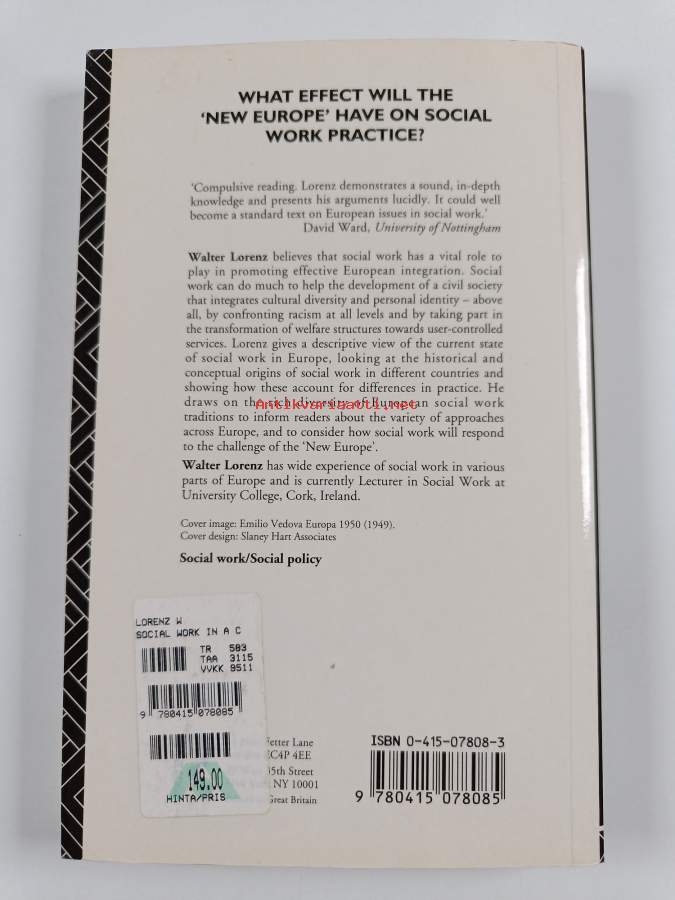 WHAT EFFECT WILL THE
‘NEW EUROPE’ HAVE ON SOCIAL
WORK PRACTICE?
‘Compulsive reading. Lorenz demonstrates a sound, in-depth
knowledge and presents his arguments lucidly. It could well
become a standard text on European issues in social work.’
David Ward, University of Nottingham
Walter Lorenz believes that social work has a vital role to
play in promoting effective European integration. Social
work can do much to help the development of a civil society
that integrates cultural diversity and personal identity – above
all, by confronting racism at all levels and by taking part in
the transformation of welfare structures towards user-controlled
services. Lorenz gives a descriptive view of the current state
of social work in Europe, looking at the historical and
conceptual origins of social work in different countries and
showing how these account for differences in practice. He
draws on the rich diversity of European social work
Antikvariaatti.net
traditions to inform readers about the variety of approaches
across Europe, and to consider how social work will respond
to the challenge of the ‘New Europe’.
Walter Lorenz has wide experience of social work in various
parts of Europe and is currently Lecturer in Social Work at
University College, Cork, Ireland.
Cover image: Emilio Vedova Europa 1950 (1949).
Cover design: Slaney Hart Associates
Social work/Social policy
LORENZ W
SOCIAL WORK IN A C
TR 583
TAA 3115
VVKK 9511
9 780415 078085
149.00
HINTA/PRIS
Fetter Lane
EC4P 4EE
35th Street
NY 10001
Great Britain
ISBN 0-415-07808-3
9 780415 078085